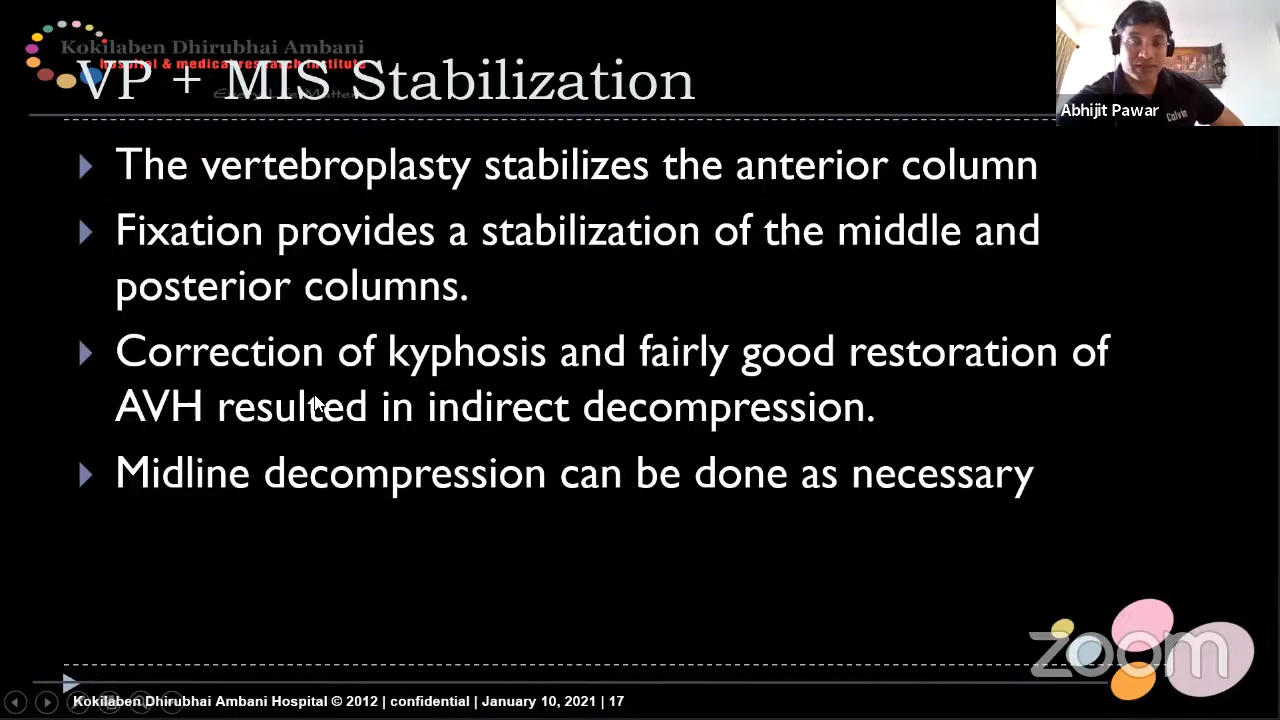 Kokilaben Dhirubhai Ambani
hospital & medical research institute
VP + MIS Stabilization
Abhijit Pawar
Calvin
The vertebroplasty stabilizes the anterior column
Fixation provides a stabilization of the middle and
posterior columns.
Correction of kyphosis and fairly good restoration of
AVH resulted in indirect decompression.
Midline decompression can be done as necessary
zoom
Kokilaben Dhirubhai Ambani Hospital © 2012 | confidential | January 10, 2021 | 17